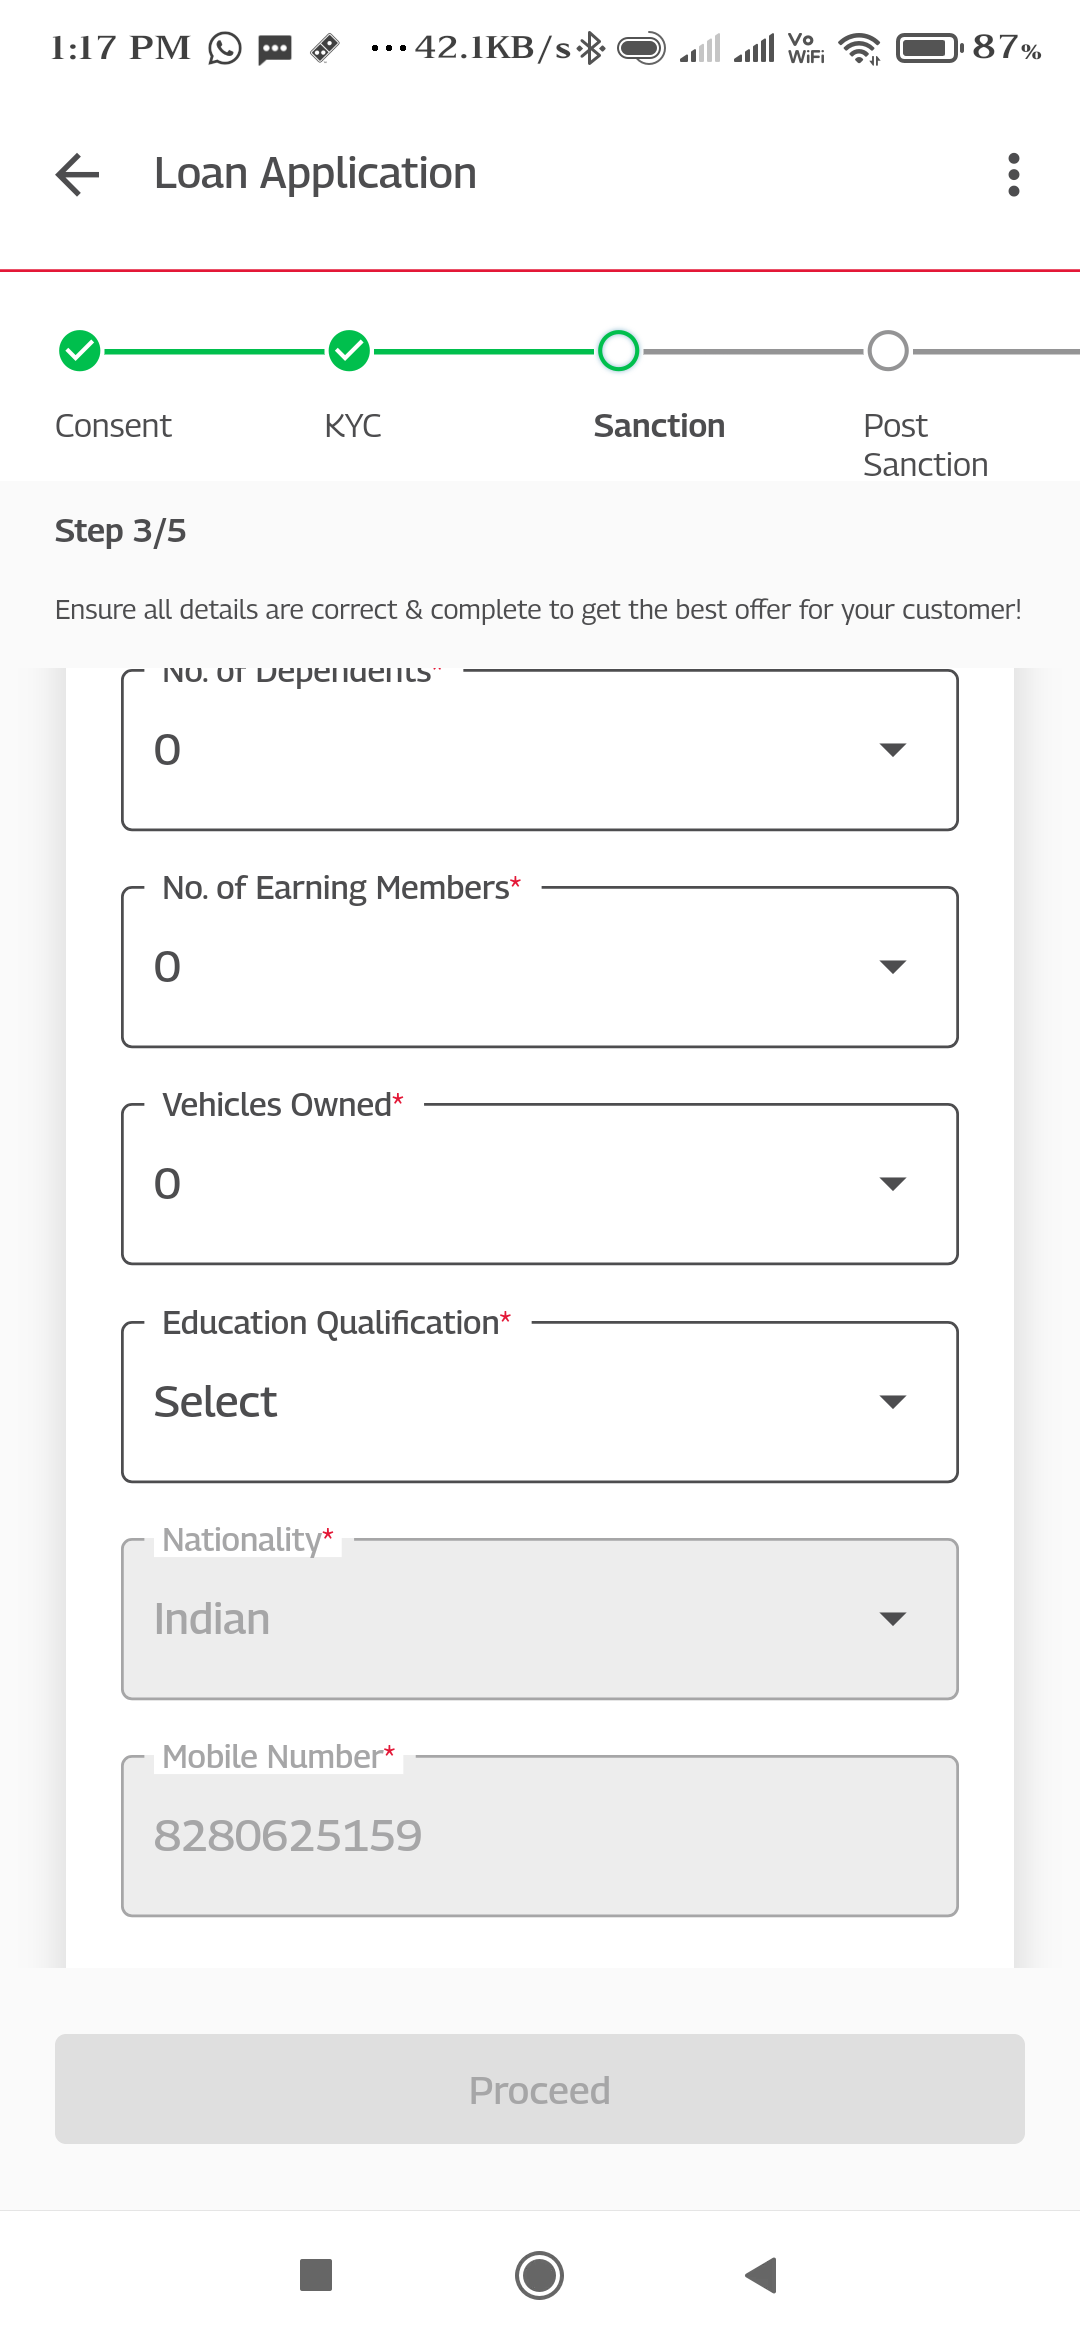 1:17 PM ... 42.1KB/s Vo WiFi 87%
Loan Application
Consent KYC Sanction Post Sanction
Step 3/5
Ensure all details are correct & complete to get the best offer for your customer!
No. of Dependents*
0
No. of Earning Members*
0
Vehicles Owned*
0
Education Qualification*
Select
Nationality*
Indian
Mobile Number*
8280625159
Proceed